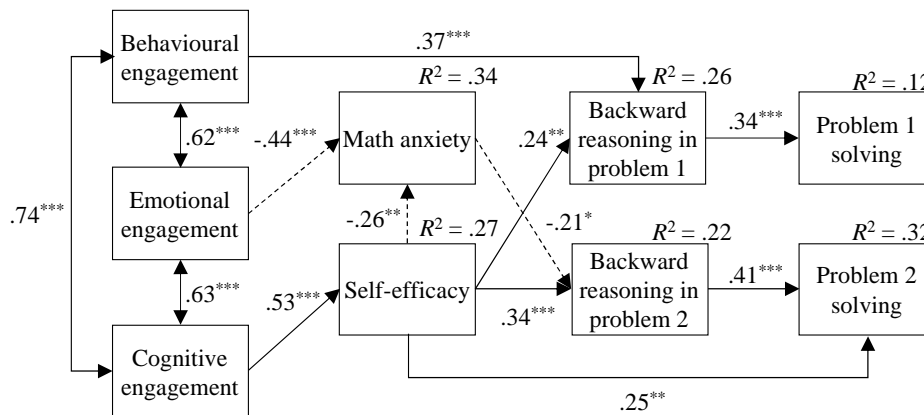 Behavioural
engagement
.37***
R² = .34
R² = .26
R² = .12
Math anxiety
Backward
reasoning in
problem 1
.34***
Problem 1
solving
.62***
-.44***
.24**
.74***
Emotional
engagement
-.26**
R² = .27
-.21*
R² = .22
R² = .32
.63***
.53***
Self-efficacy
.34***
Backward
reasoning in
problem 2
.41***
Problem 2
solving
Cognitive
engagement
.25**